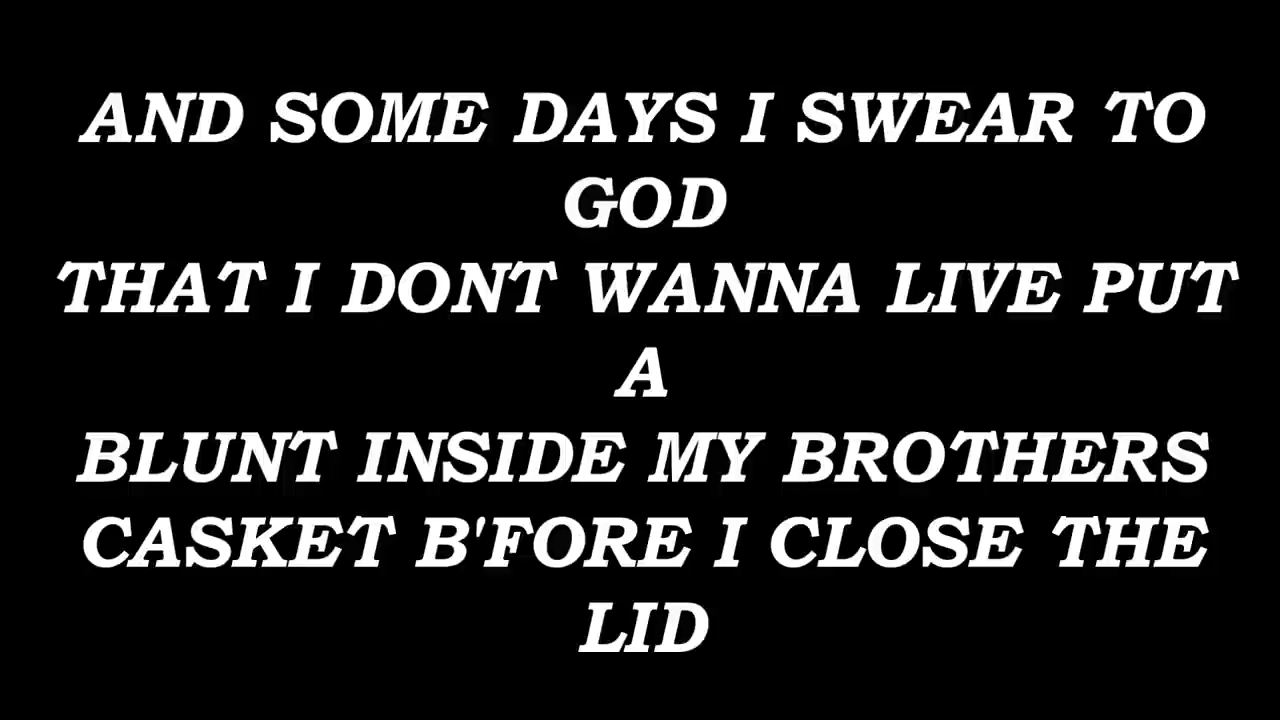 AND SOME DAYS I SWEAR TO
GOD
THAT I DONT WANNA LIVE PUT
A
BLUNT INSIDE MY BROTHERS
CASKET B'FORE I CLOSE THE
LID